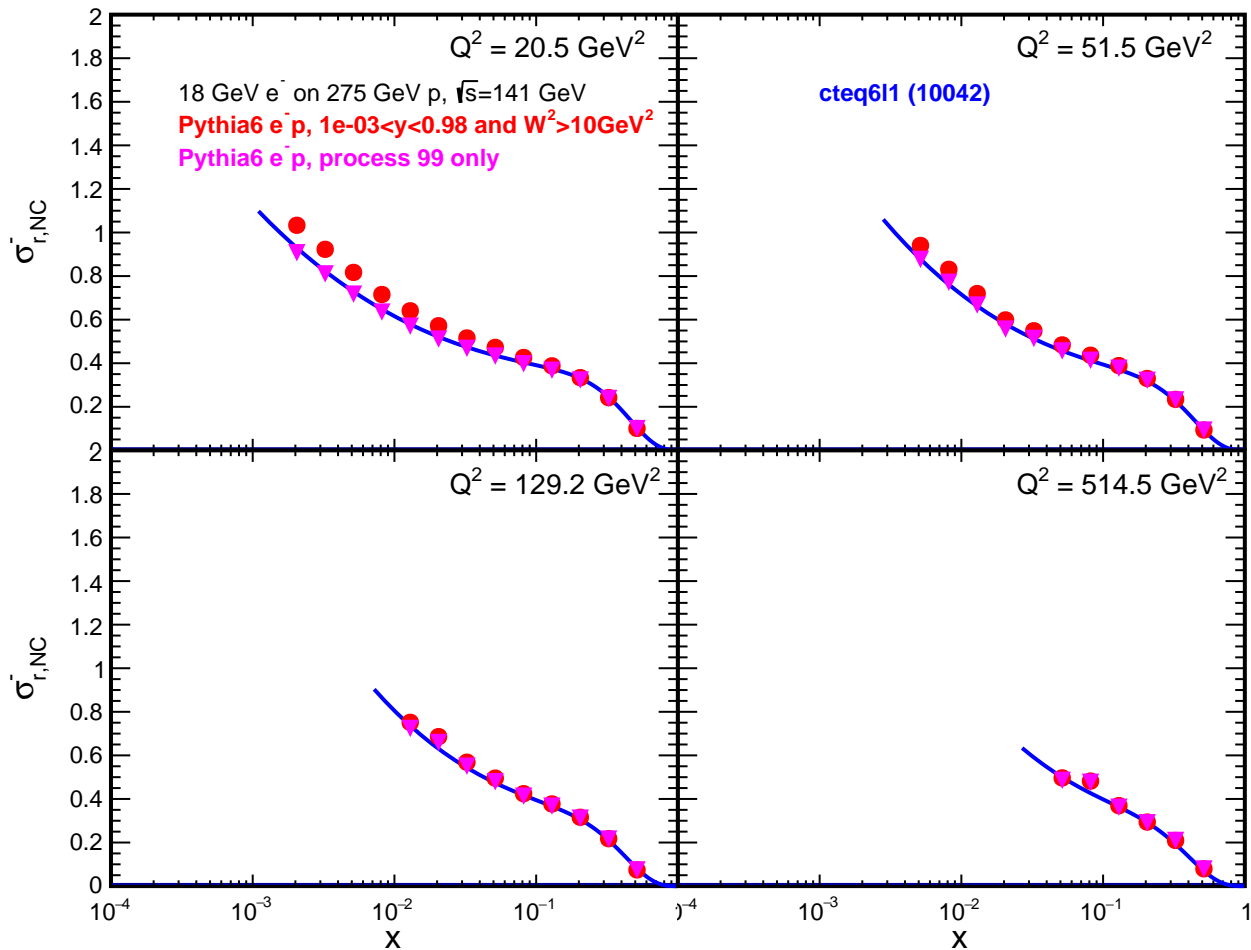 Q² = 20.5 GeV²
18 GeV e⁻ on 275 GeV p, √s=141 GeV
Pythia6 e⁻p, 1e-03<y<0.98 and W²>10GeV²
Pythia6 e⁻p, process 99 only
2
1.8
1.6
1.4
1.2
1
0.8
0.6
0.4
0.2
0
σ⁻r,NC
Q² = 51.5 GeV²
cteq6l1 (10042)
Q² = 129.2 GeV²
2
1.8
1.6
1.4
1.2
1
0.8
0.6
0.4
0.2
0
σ⁻r,NC
10⁻⁴ 10⁻³ 10⁻² 10⁻¹
x
Q² = 514.5 GeV²
0⁻⁴ 10⁻³ 10⁻² 10⁻¹ 1
x